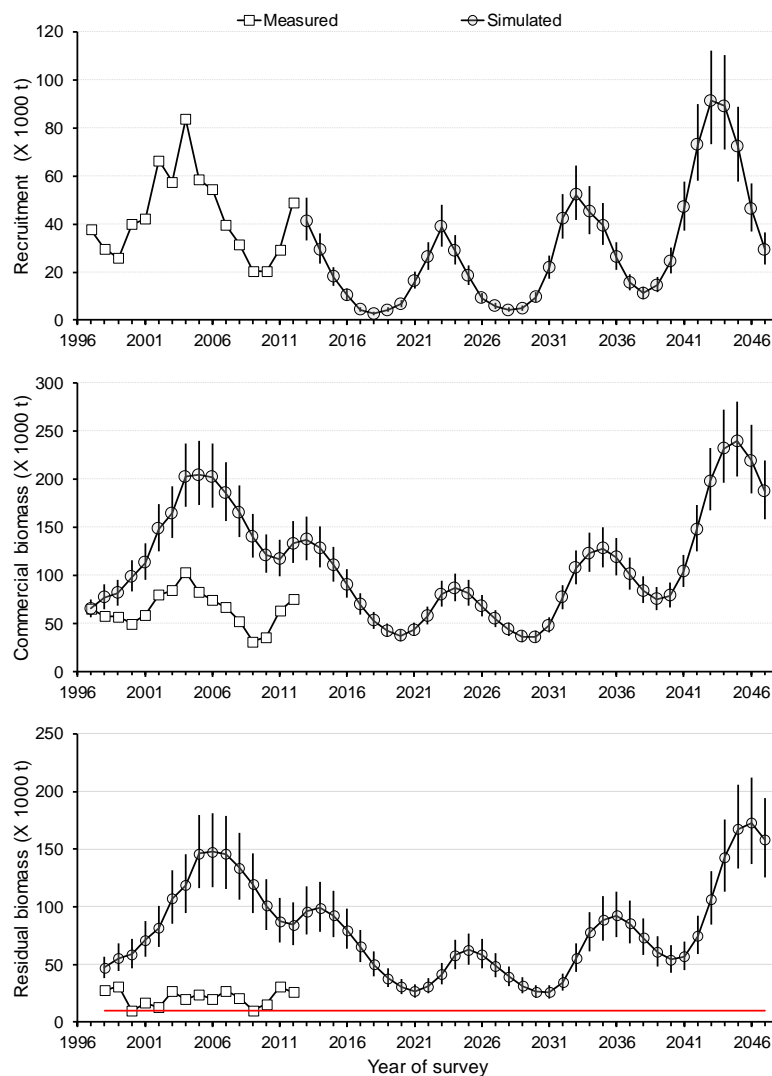 Measured Simulated
Recruitment (X 1000 t)
120
100
80
60
40
20
0
1996 2001 2006 2011 2016 2021 2026 2031 2036 2041 2046
Commercial biomass (X 1000 t)
300
250
200
150
100
50
0
1996 2001 2006 2011 2016 2021 2026 2031 2036 2041 2046
Residual biomass (X 1000 t)
250
200
150
100
50
0
1996 2001 2006 2011 2016 2021 2026 2031 2036 2041 2046
Year of survey